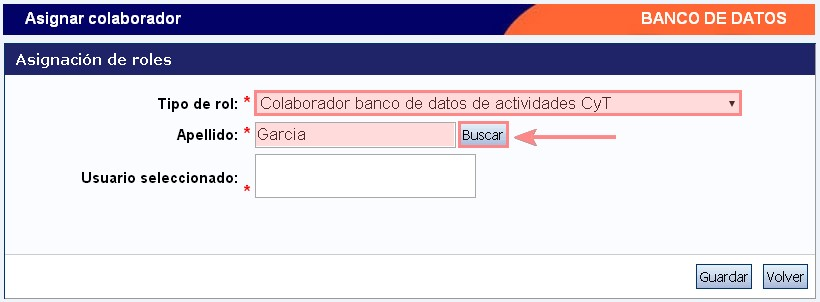 Asignar colaborador BANCO DE DATOS
Asignación de roles
Tipo de rol: * Colaborador banco de datos de actividades CyT
Apellido: * Garcia Buscar
Usuario seleccionado: *
Guardar Volver